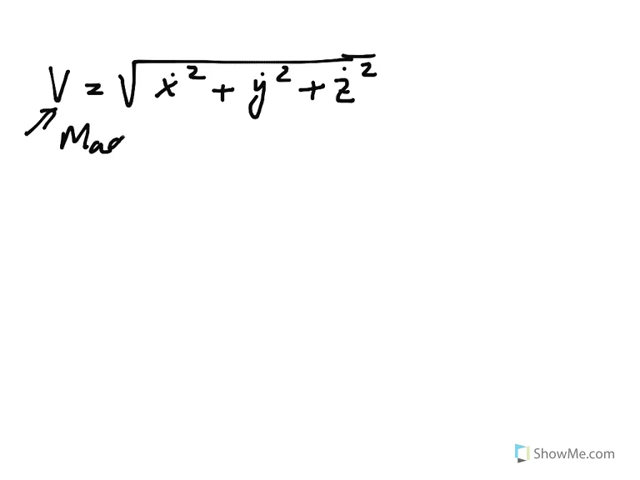 V = √ẋ² + ẏ² + ż²
Mag
ShowMe.com